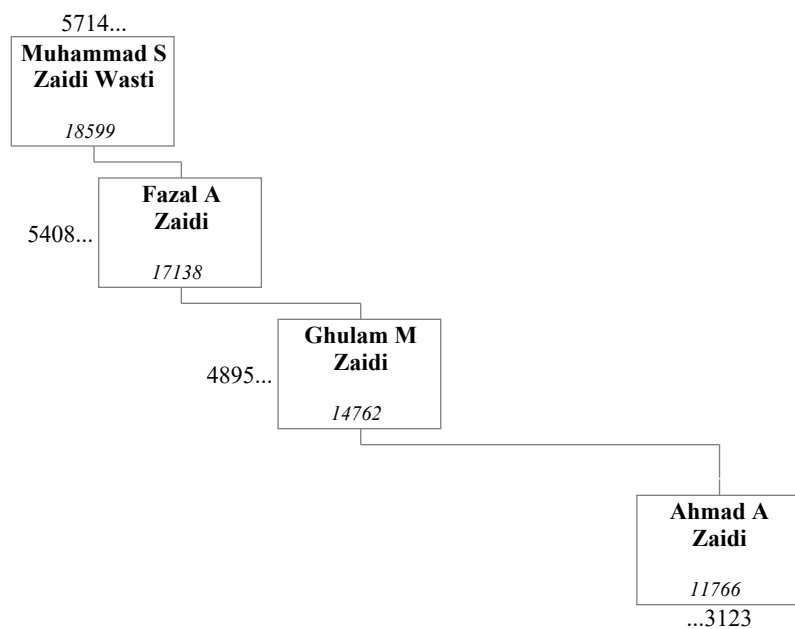 5714...
Muhammad S
Zaidi Wasti
18599
Fazal A
Zaidi
5408...
17138
Ghulam M
Zaidi
4895...
14762
Ahmad A
Zaidi
11766
...3123